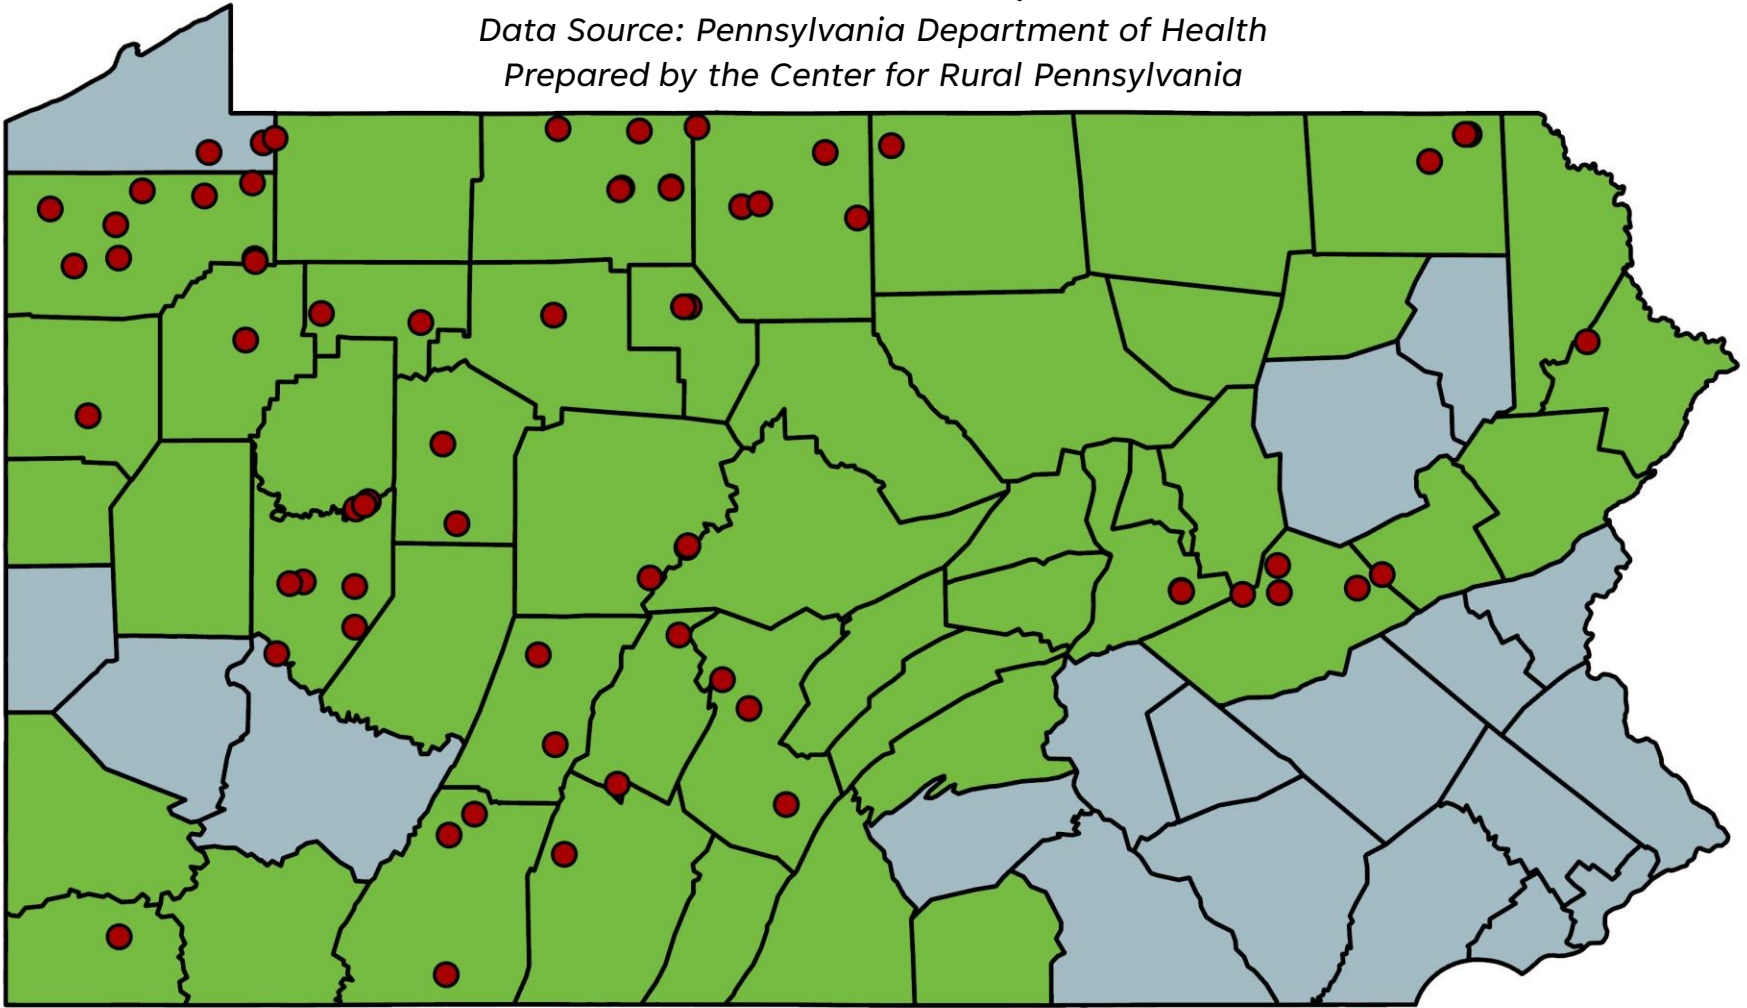 Data Source: Pennsylvania Department of Health
Prepared by the Center for Rural Pennsylvania